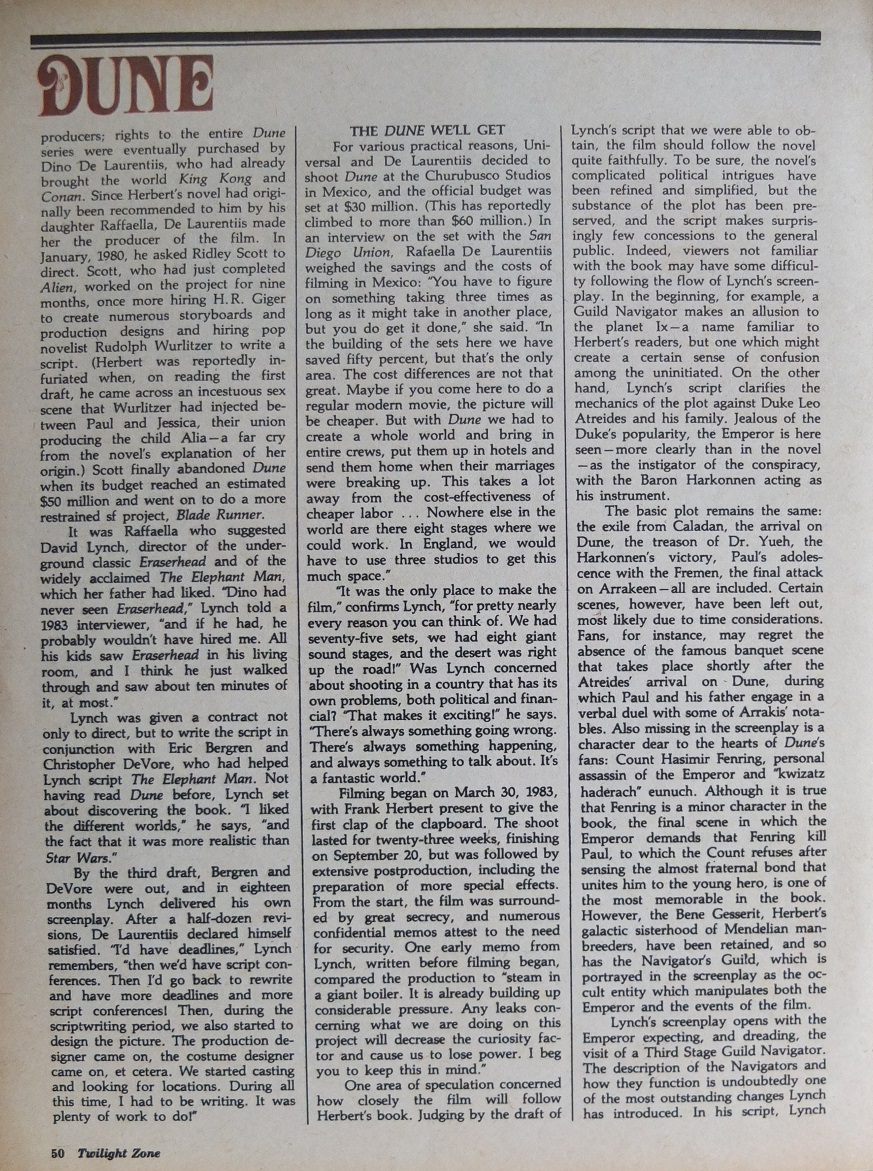 DUNE
producers; rights to the entire Dune
series were eventually purchased by
Dino De Laurentiis, who had already
brought the world King Kong and
Conan. Since Herbert's novel had origi-
nally been recommended to him by his
daughter Raffaella, De Laurentiis made
her the producer of the film. In
January, 1980, he asked Ridley Scott to
direct. Scott, who had just completed
Alien, worked on the project for nine
months, once more hiring H.R. Giger
to create numerous storyboards and
production designs and hiring pop
novelist Rudolph Wurlitzer to write a
script. (Herbert was reportedly in-
furiated when, on reading the first
draft, he came across an incestuous sex
scene that Wurlitzer had injected be-
tween Paul and Jessica, their union
producing the child Alia—a far cry
from the novel's explanation of her
origin.) Scott finally abandoned Dune
when its budget reached an estimated
$50 million and went on to do a more
restrained sf project, Blade Runner.
It was Raffaella who suggested
David Lynch, director of the under-
ground classic Eraserhead and of the
widely acclaimed The Elephant Man,
which her father had liked. "Dino had
never seen Eraserhead," Lynch told a
1983 interviewer, "and if he had, he
probably wouldn't have hired me. All
his kids saw Eraserhead in his living
room, and I think he just walked
through and saw about ten minutes of
it, at most."
Lynch was given a contract not
only to direct, but to write the script in
conjunction with Eric Bergren and
Christopher DeVore, who had helped
Lynch script The Elephant Man. Not
having read Dune before, Lynch set
about discovering the book. "I liked
the different worlds," he says, "and
the fact that it was more realistic than
Star Wars."
By the third draft, Bergren and
DeVore were out, and in eighteen
months Lynch delivered his own
screenplay. After a half-dozen revi-
sions, De Laurentiis declared himself
satisfied. "I'd have deadlines," Lynch
remembers, "then we'd have script con-
ferences. Then I'd go back to rewrite
and have more deadlines and more
script conferences! Then, during the
scriptwriting period, we also started to
design the picture. The production de-
signer came on, the costume designer
came on, et cetera. We started casting
and looking for locations. During all
this time, I had to be writing. It was
plenty of work to do!"
THE DUNE WE'LL GET
For various practical reasons, Uni-
versal and De Laurentiis decided to
shoot Dune at the Churubusco Studios
in Mexico, and the official budget was
set at $30 million. (This has reportedly
climbed to more than $60 million.) In
an interview on the set with the San
Diego Union, Rafaella De Laurentiis
weighed the savings and the costs of
filming in Mexico: "You have to figure
on something taking three times as
long as it might take in another place,
but you do get it done," she said. "In
the building of the sets here we have
saved fifty percent, but that's the only
area. The cost differences are not that
great. Maybe if you come here to do a
regular modern movie, the picture will
be cheaper. But with Dune we had to
create a whole world and bring in
entire crews, put them up in hotels and
send them home when their marriages
were breaking up. This takes a lot
away from the cost-effectiveness of
cheaper labor ... Nowhere else in the
world are there eight stages where we
could work. In England, we would
have to use three studios to get this
much space."
"It was the only place to make the
film," confirms Lynch, "for pretty nearly
every reason you can think of. We had
seventy-five sets, we had eight giant
sound stages, and the desert was right
up the road!" Was Lynch concerned
about shooting in a country that has its
own problems, both political and finan-
cial? "That makes it exciting!" he says.
"There's always something going wrong.
There's always something happening,
and always something to talk about. It's
a fantastic world."
Filming began on March 30, 1983,
with Frank Herbert present to give the
first clap of the clapboard. The shoot
lasted for twenty-three weeks, finishing
on September 20, but was followed by
extensive postproduction, including the
preparation of more special effects.
From the start, the film was surround-
ed by great secrecy, and numerous
confidential memos attest to the need
for security. One early memo from
Lynch, written before filming began,
compared the production to "steam in
a giant boiler. It is already building up
considerable pressure. Any leaks con-
cerning what we are doing on this
project will decrease the curiosity fac-
tor and cause us to lose power. I beg
you to keep this in mind."
One area of speculation concerned
how closely the film will follow
Herbert's book. Judging by the draft of
Lynch's script that we were able to ob-
tain, the film should follow the novel
quite faithfully. To be sure, the novel's
complicated political intrigues have
been refined and simplified, but the
substance of the plot has been pre-
served, and the script makes surpris-
ingly few concessions to the general
public. Indeed, viewers not familiar
with the book may have some difficul-
ty following the flow of Lynch's screen-
play. In the beginning, for example, a
Guild Navigator makes an allusion to
the planet Ix—a name familiar to
Herbert's readers, but one which might
create a certain sense of confusion
among the uninitiated. On the other
hand, Lynch's script clarifies the
mechanics of the plot against Duke Leo
Atreides and his family. Jealous of the
Duke's popularity, the Emperor is here
seen—more clearly than in the novel
—as the instigator of the conspiracy,
with the Baron Harkonnen acting as
his instrument.
The basic plot remains the same:
the exile from Caladan, the arrival on
Dune, the treason of Dr. Yueh, the
Harkonnen's victory, Paul's adoles-
cence with the Fremen, the final attack
on Arrakeen—all are included. Certain
scenes, however, have been left out,
most likely due to time considerations.
Fans, for instance, may regret the
absence of the famous banquet scene
that takes place shortly after the
Atreides' arrival on Dune, during
which Paul and his father engage in a
verbal duel with some of Arrakis' nota-
bles. Also missing in the screenplay is a
character dear to the hearts of Dune's
fans: Count Hasimir Fenring, personal
assassin of the Emperor and "kwizatz
haderach" eunuch. Although it is true
that Fenring is a minor character in the
book, the final scene in which the
Emperor demands that Fenring kill
Paul, to which the Count refuses after
sensing the almost fraternal bond that
unites him to the young hero, is one of
the most memorable in the book.
However, the Bene Gesserit, Herbert's
galactic sisterhood of Mendelian man-
breeders, have been retained, and so
has the Navigator's Guild, which is
portrayed in the screenplay as the oc-
cult entity which manipulates both the
Emperor and the events of the film.
Lynch's screenplay opens with the
Emperor expecting, and dreading, the
visit of a Third Stage Guild Navigator.
The description of the Navigators and
how they function is undoubtedly one
of the most outstanding changes Lynch
has introduced. In his script, Lynch
50 Twilight Zone